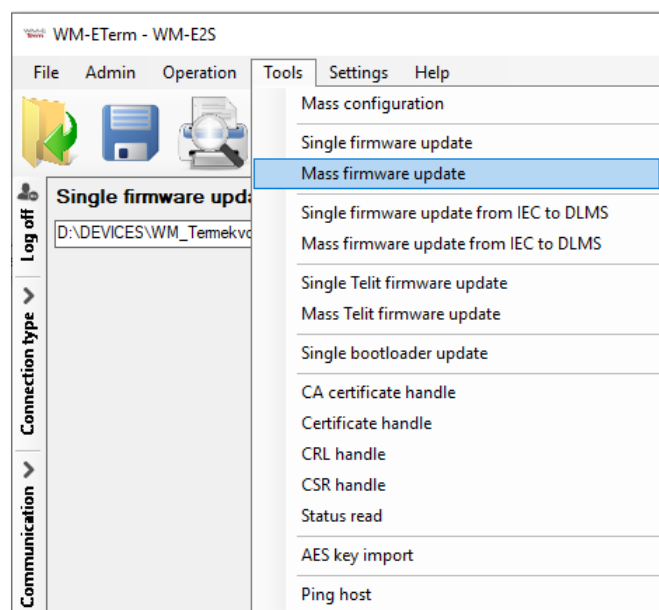 WM-ETerm - WM-E2S
File Admin Operation Tools Settings Help
Mass configuration
Single firmware update
Mass firmware update
Single firmware update from IEC to DLMS
Mass firmware update from IEC to DLMS
Single Telit firmware update
Mass Telit firmware update
Single bootloader update
CA certificate handle
Certificate handle
CRL handle
CSR handle
Status read
AES key import
Ping host
Single firmware upda
D:\DEVICES\WM_Termekvo
Log off
Connection type
Communication